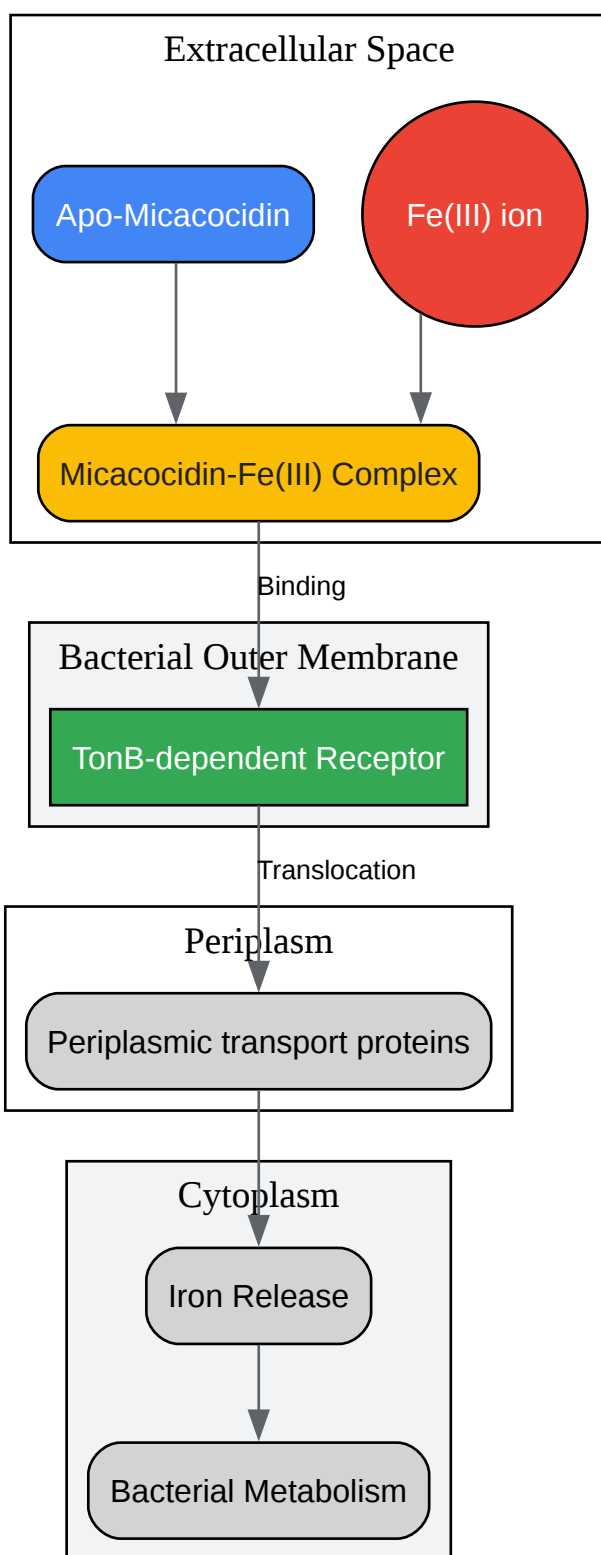 Extracellular Space
Apo-Micacocidin
Fe(III) ion
Micacocidin-Fe(III) Complex
Binding
Bacterial Outer Membrane
TonB-dependent Receptor
Translocation
Periplasm
Periplasmic transport proteins
Cytoplasm
Iron Release
Bacterial Metabolism